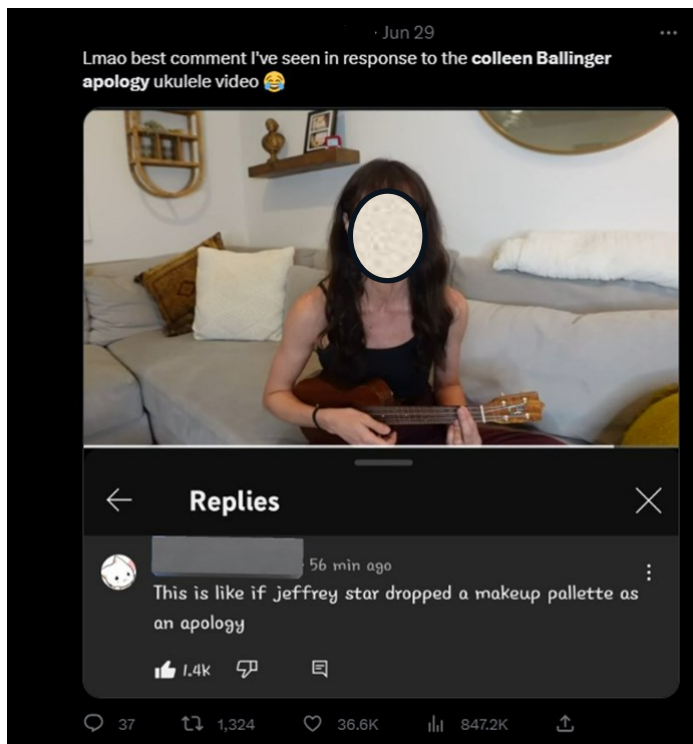 · Jun 29
Lmao best comment I've seen in response to the colleen Ballinger
apology ukulele video 😂
Replies
56 min ago
This is like if jeffrey star dropped a makeup pallette as
an apology
1.4K
37 1,324 36.6K 847.2K